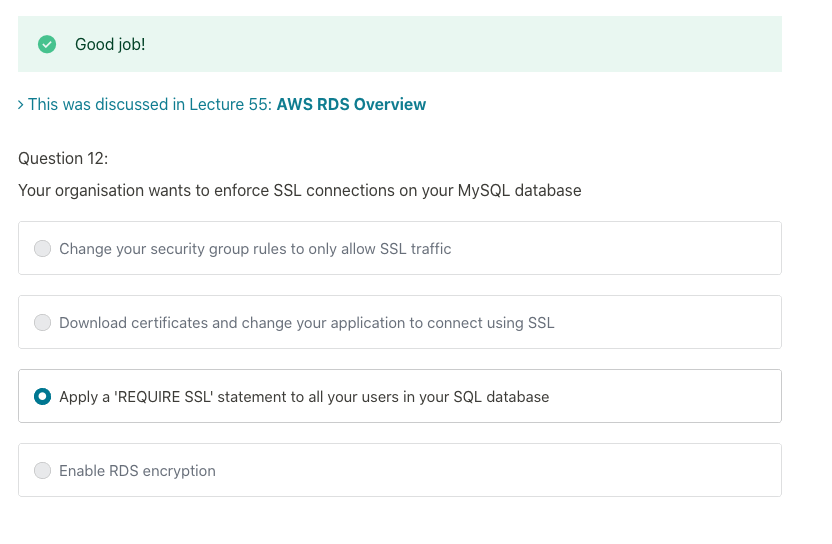 Good job!
This was discussed in Lecture 55: AWS RDS Overview
Question 12:
Your organisation wants to enforce SSL connections on your MySQL database
Change your security group rules to only allow SSL traffic
Download certificates and change your application to connect using SSL
Apply a 'REQUIRE SSL' statement to all your users in your SQL database
Enable RDS encryption